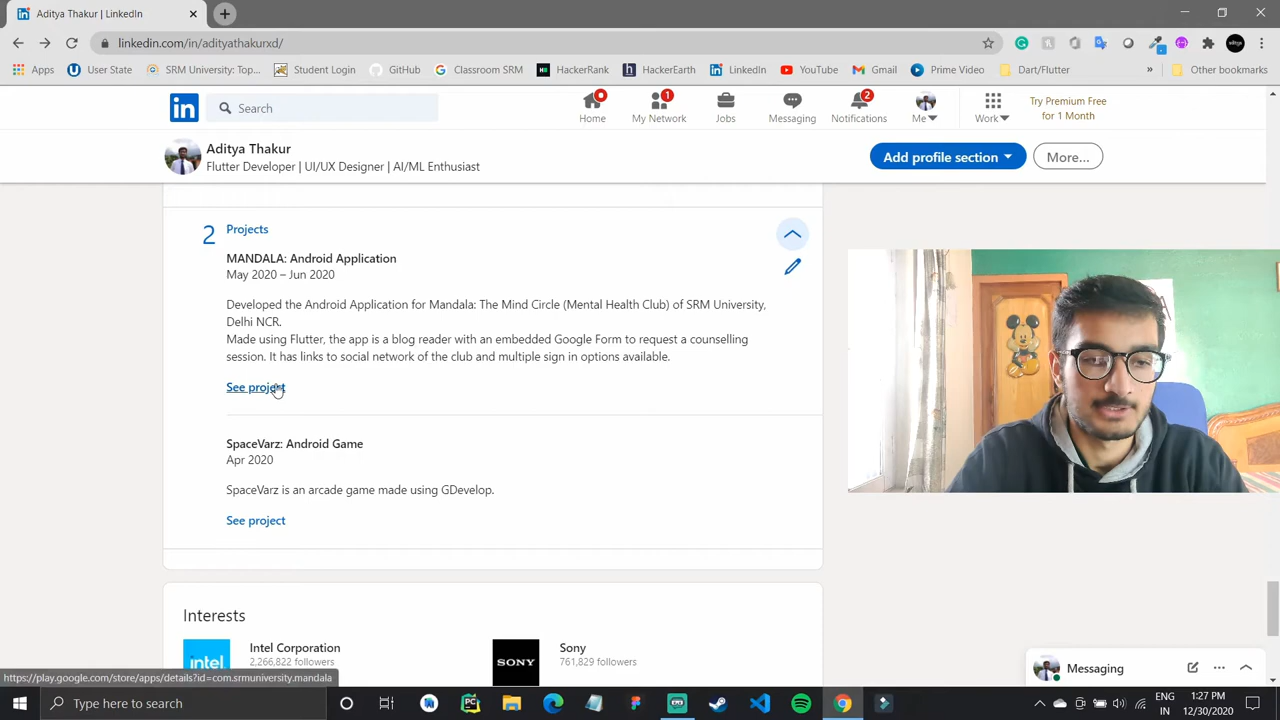 Aditya Thakur | LinkedIn
linkedin.com/in/adityathakurxd/
Apps
User State
SRM University: Top...
Student Login
GitHub
Classroom SRM
HackerRank
HackerEarth
LinkedIn
YouTube
Gmail
Prime Video
Dart/Flutter
»
Other bookmarks
in
Search
Home
1
My Network
Jobs
Messaging
2
Notifications
Me
Work
Try Premium Free
for 1 Month
Aditya Thakur
Flutter Developer | UI/UX Designer | AI/ML Enthusiast
Add profile section
More...
2
Projects
MANDALA: Android Application
May 2020 – Jun 2020
Developed the Android Application for Mandala: The Mind Circle (Mental Health Club) of SRM University,
Delhi NCR.
Made using Flutter, the app is a blog reader with an embedded Google Form to request a counselling
session. It has links to social network of the club and multiple sign in options available.
See project
SpaceVarz: Android Game
Apr 2020
SpaceVarz is an arcade game made using GDevelop.
See project
Interests
intel
Intel Corporation
2,266,822 followers
SONY
Sony
761,829 followers
Messaging
https://play.google.com/store/apps/details?id=com.srmuniversity.mandala
Type here to search
ENG
IN
1:27 PM
12/30/2020